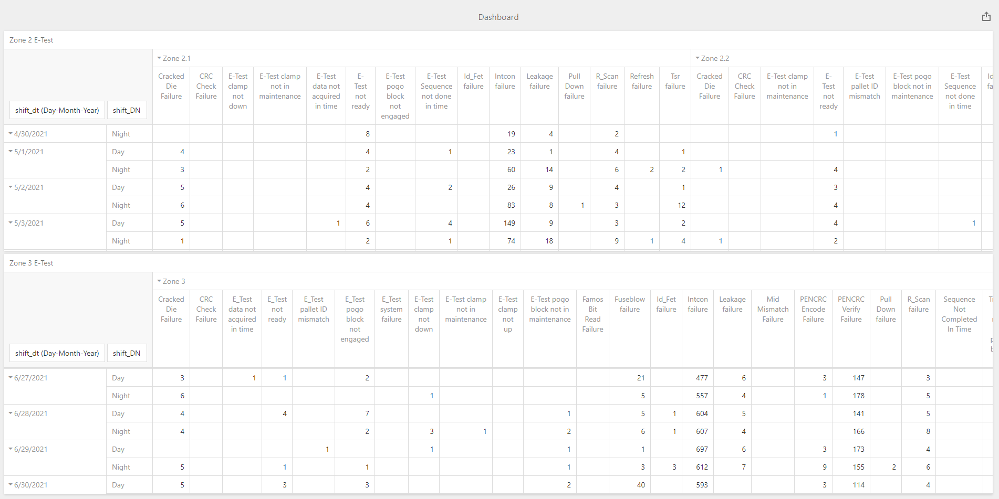 Dashboard
Zone 2 E-Test
Zone 2.1 Zone 2.2
shift_dt (Day-Month-Year) shift_DN
Cracked Die Failure CRC Check Failure E-Test clamp not down E-Test clamp not in maintenance E-Test data not acquired in time E-Test not ready E-Test pogo block not engaged E-Test Sequence not done in time Id_Fet failure Intcon failure Leakage failure Pull Down failure R_Scan failure Refresh failure Tsr failure Cracked Die Failure CRC Check Failure E-Test clamp not in maintenance E-Test not ready E-Test pallet ID mismatch E-Test pogo block not in maintenance E-Test Sequence not done in time
4/30/2021 Night 8 19 4 2 1
5/1/2021 Day 4 4 1 23 1 4 1
Night 3 2 60 14 6 2 2 1 4
5/2/2021 Day 5 4 2 26 9 4 1 3
Night 6 4 83 8 1 3 12 4
5/3/2021 Day 5 1 6 4 149 9 3 2 4 1
Night 1 2 1 74 18 9 1 4 1 2
Zone 3 E-Test
Zone 3
shift_dt (Day-Month-Year) shift_DN
Cracked Die Failure CRC Check Failure E_Test data not acquired in time E_Test not ready E_Test pallet ID mismatch E_Test pogo block not engaged E_Test system failure E-Test clamp not down E-Test clamp not in maintenance E-Test clamp not up E-Test pogo block not in maintenance Famos Bit Read Failure Fuseblow failure Id_Fet failure Intcon failure Leakage failure Mid Mismatch Failure PENCRC Encode Failure PENCRC Verify Failure Pull Down failure R_Scan failure Sequence Not Completed In Time
6/27/2021 Day 3 1 1 2 21 477 6 3 147 3
Night 6 1 5 557 4 1 178 5
6/28/2021 Day 4 4 7 1 5 1 604 5 141 5
Night 4 2 3 1 2 6 1 607 4 166 8
6/29/2021 Day 1 1 1 1 697 6 3 173 4
Night 5 1 1 1 3 3 612 7 9 155 2 6
6/30/2021 Day 5 3 3 2 40 593 3 114 4